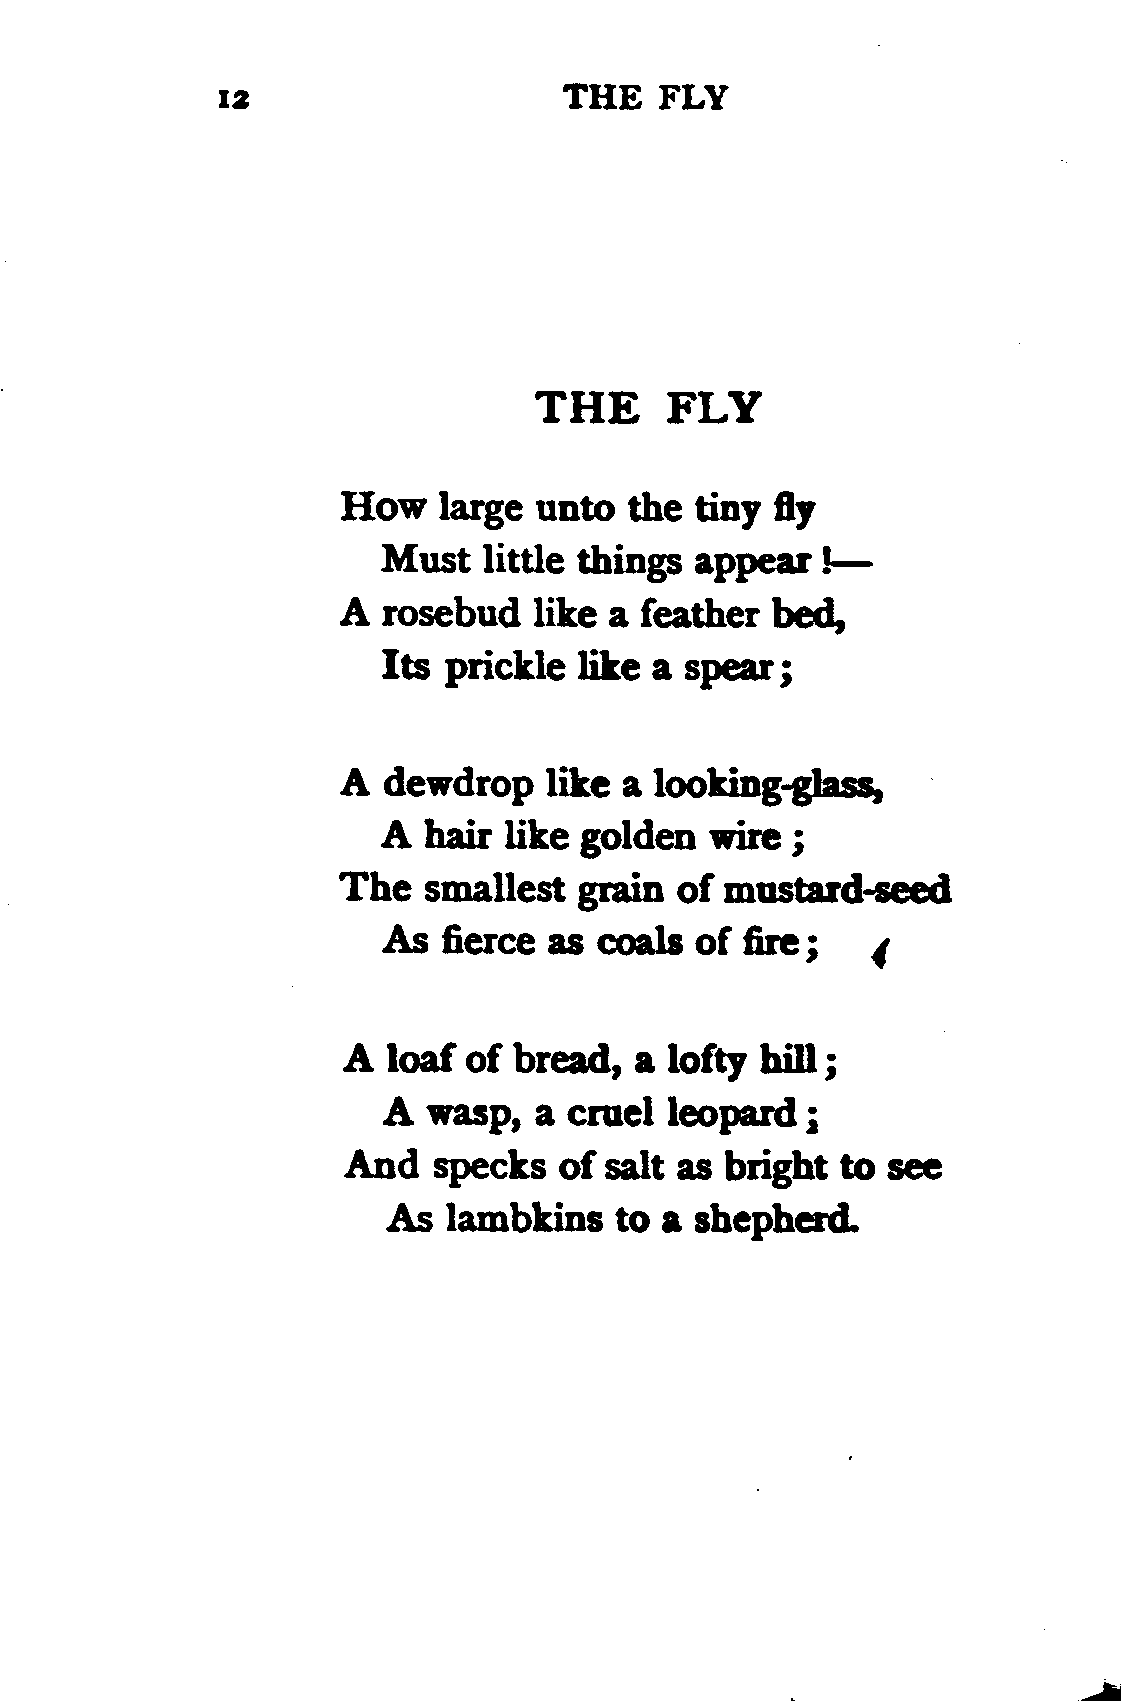 12 THE FLY
THE FLY
How large unto the tiny fly
Must little things appear !—
A rosebud like a feather bed,
Its prickle like a spear ;
A dewdrop like a looking-glass,
A hair like golden wire ;
The smallest grain of mustard-seed
As fierce as coals of fire ;
A loaf of bread, a lofty hill ;
A wasp, a cruel leopard ;
And specks of salt as bright to see
As lambkins to a shepherd.